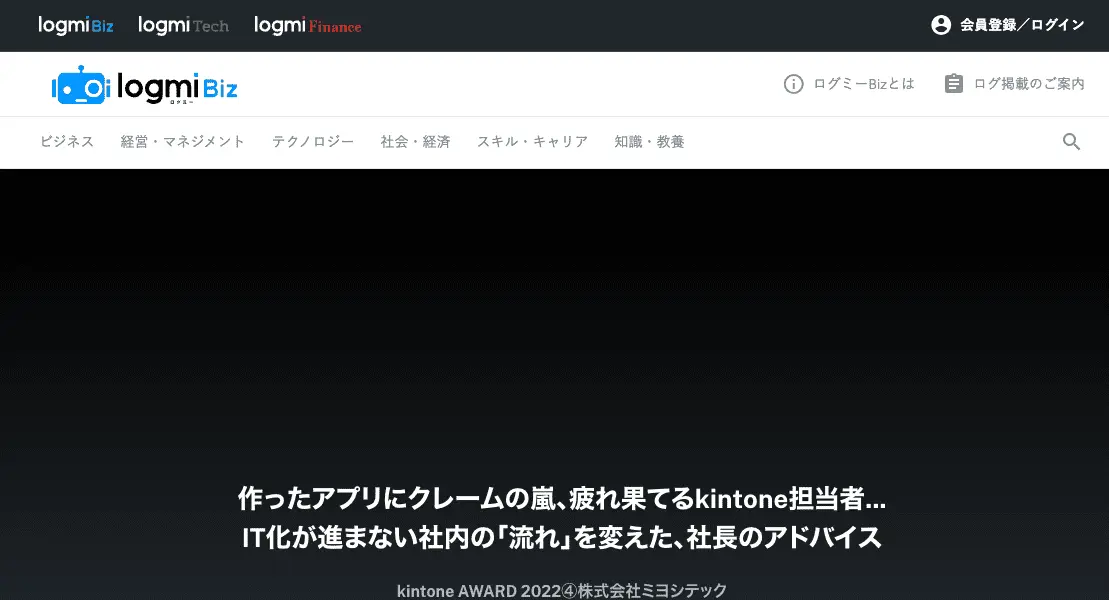 logmi Biz logmi Tech logmi Finance 会員登録／ログイン
logmi Biz ログミーBizとは ログ掲載のご案内
ログミー
ビジネス 経営・マネジメント テクノロジー 社会・経済 スキル・キャリア 知識・教養
作ったアプリにクレームの嵐、疲れ果てるkintone担当者…
IT化が進まない社内の「流れ」を変えた、社長のアドバイス
kintone AWARD 2022④株式会社ミヨシテック